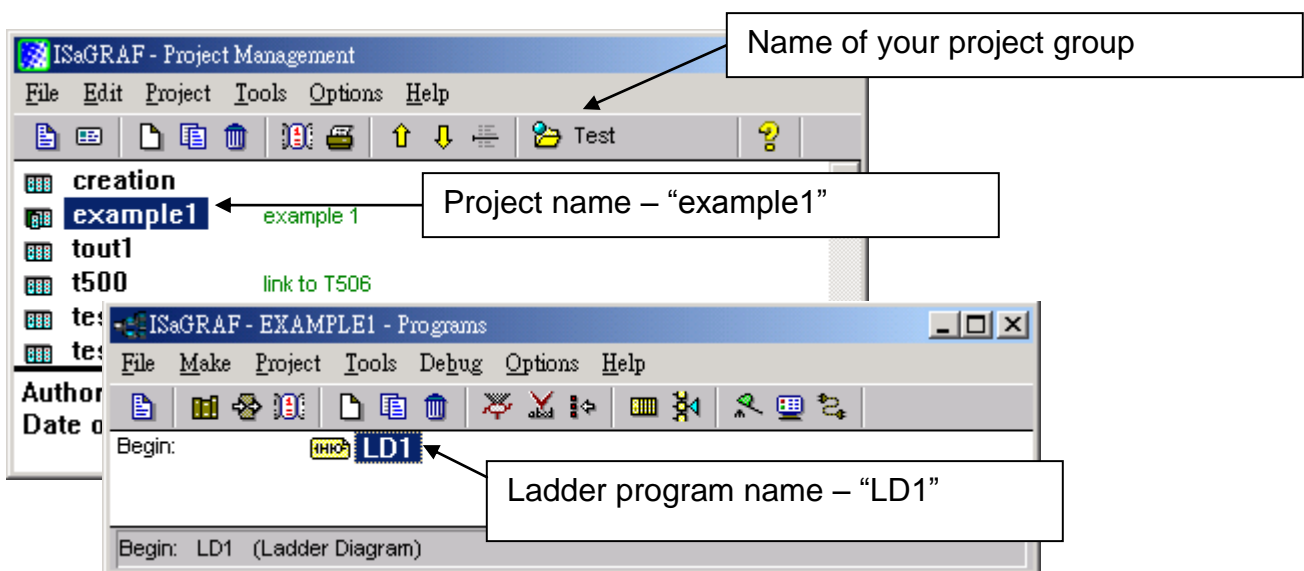 Name of your project group
ISaGRAF - Project Management
File Edit Project Tools Options Help
Test
creation
example1 example 1
Project name – “example1”
tout1
t500 link to T506
ISaGRAF - EXAMPLE1 - Programs
File Make Project Tools Debug Options Help
Begin: LD1
Ladder program name – “LD1”
Begin: LD1 (Ladder Diagram)